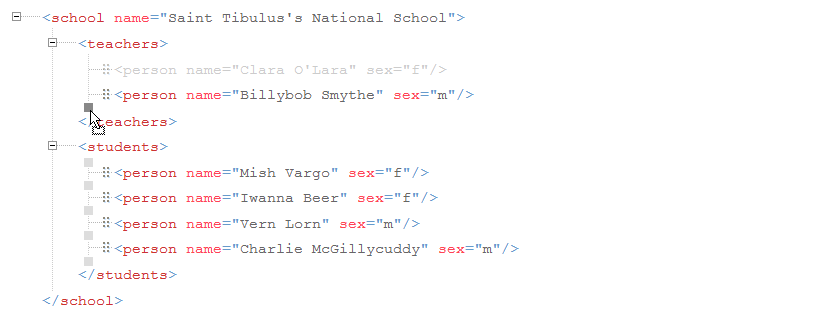 <school name="Saint Tibulus's National School">
<teachers>
<person name="Clara O'Lara" sex="f"/>
<person name="Billybob Smythe" sex="m"/>
</teachers>
<students>
<person name="Mish Vargo" sex="f"/>
<person name="Iwanna Beer" sex="f"/>
<person name="Vern Lorn" sex="m"/>
<person name="Charlie McGillycuddy" sex="m"/>
</students>
</school>